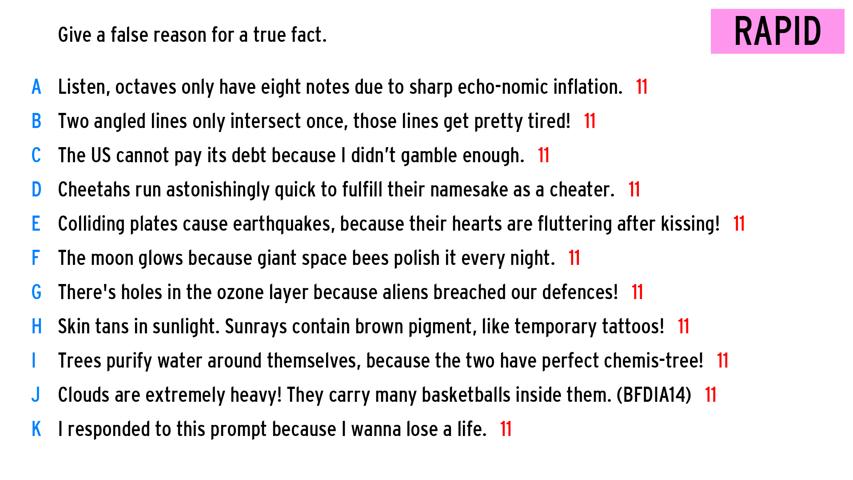 Give a false reason for a true fact.
RAPID
A Listen, octaves only have eight notes due to sharp echo-nomic inflation. 11
B Two angled lines only intersect once, those lines get pretty tired! 11
C The US cannot pay its debt because I didn't gamble enough. 11
D Cheetahs run astonishingly quick to fulfill their namesake as a cheater. 11
E Colliding plates cause earthquakes, because their hearts are fluttering after kissing! 11
F The moon glows because giant space bees polish it every night. 11
G There's holes in the ozone layer because aliens breached our defences! 11
H Skin tans in sunlight. Sunrays contain brown pigment, like temporary tattoos! 11
I Trees purify water around themselves, because the two have perfect chemis-tree! 11
J Clouds are extremely heavy! They carry many basketballs inside them. (BFDIA14) 11
K I responded to this prompt because I wanna lose a life. 11